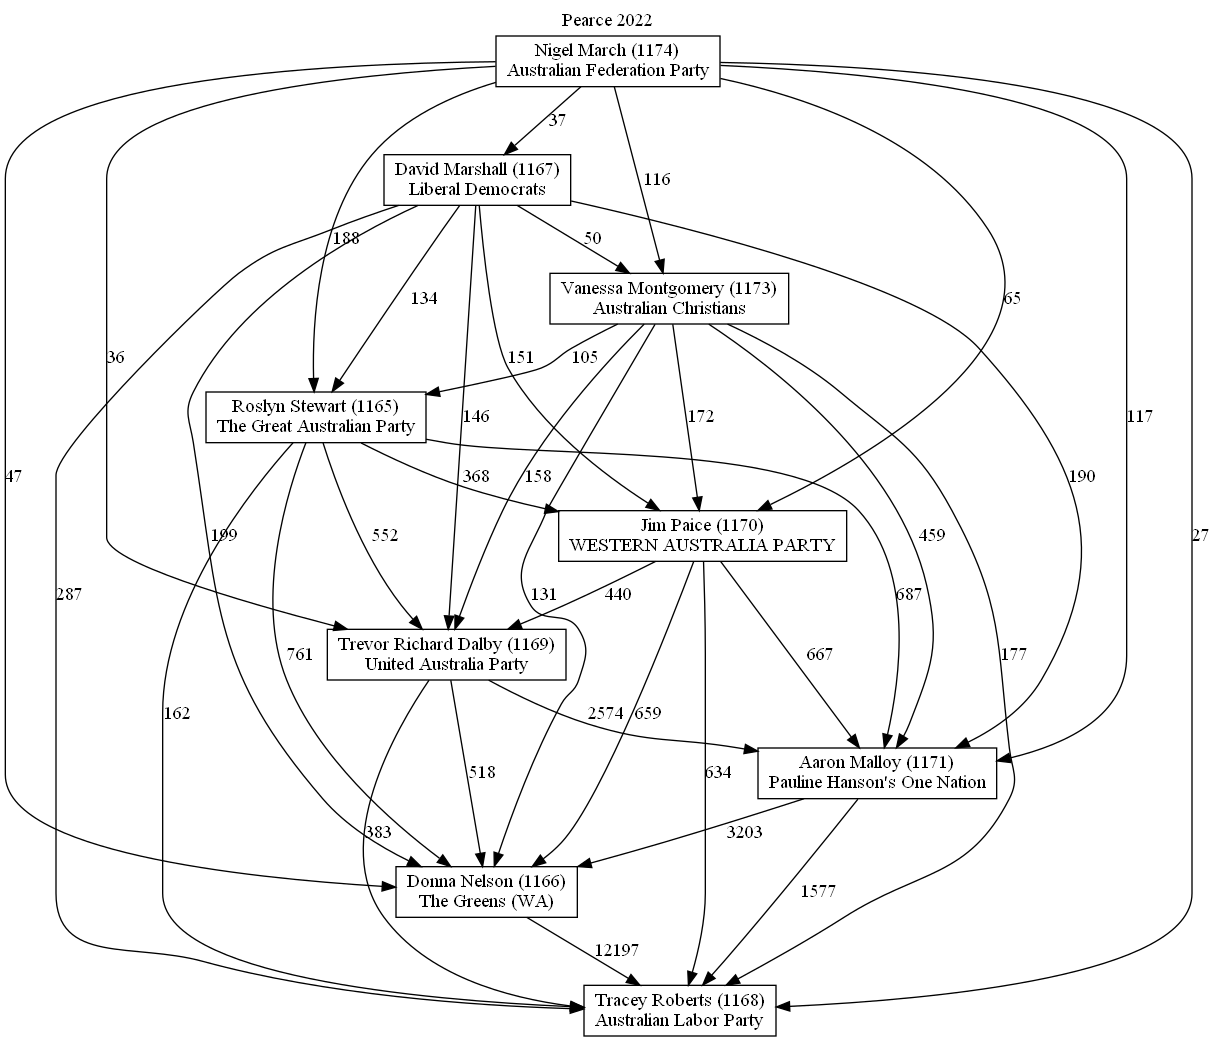 Pearce 2022
Nigel March (1174)
Australian Federation Party
37
116
David Marshall (1167)
Liberal Democrats
188
50
134
65
Vanessa Montgomery (1173)
Australian Christians
36
151
105
Roslyn Stewart (1165)
The Great Australian Party
146
172
117
47
368
158
190
Jim Paice (1170)
WESTERN AUSTRALIA PARTY
199
552
459
27
287
131
440
687
Trevor Richard Dalby (1169)
United Australia Party
761
667
177
162
2574
659
Aaron Malloy (1171)
Pauline Hanson's One Nation
518
634
383
3203
Donna Nelson (1166)
The Greens (WA)
1577
12197
Tracey Roberts (1168)
Australian Labor Party